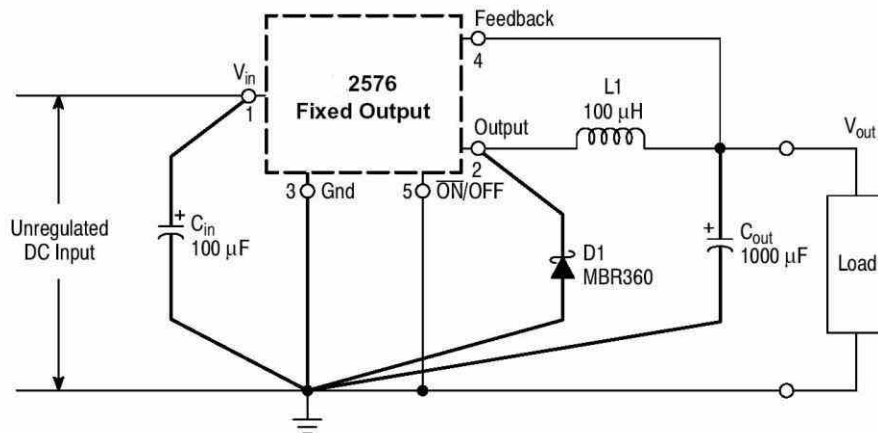 Feedback
4
2576
Fixed Output
Vin
1
L1
100 μH
Output
2
Vout
3 Gnd
5 ON/OFF
Unregulated
DC Input
+
Cin
100 μF
D1
MBR360
+
Cout
1000 μF
Load